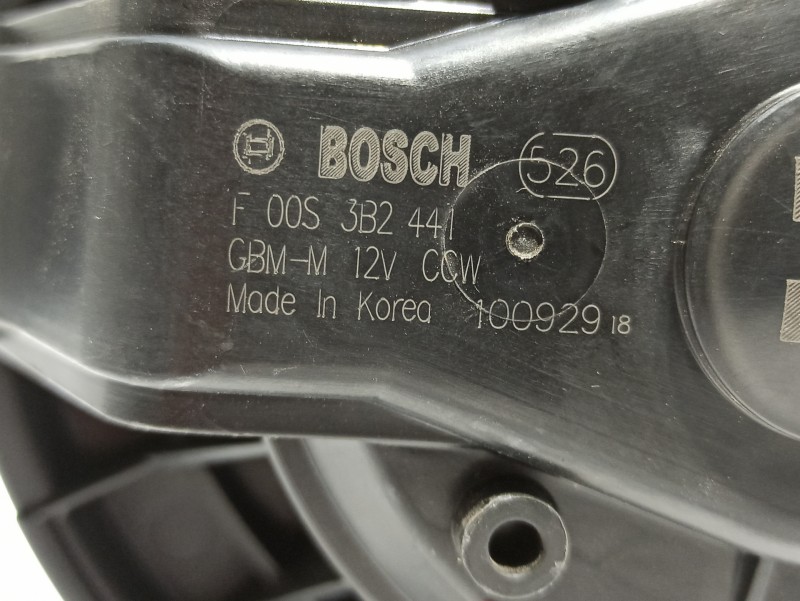 BOSCH 526
F 00S 3B2 441
GBM-M 12V CCW
Made In Korea 100929 18